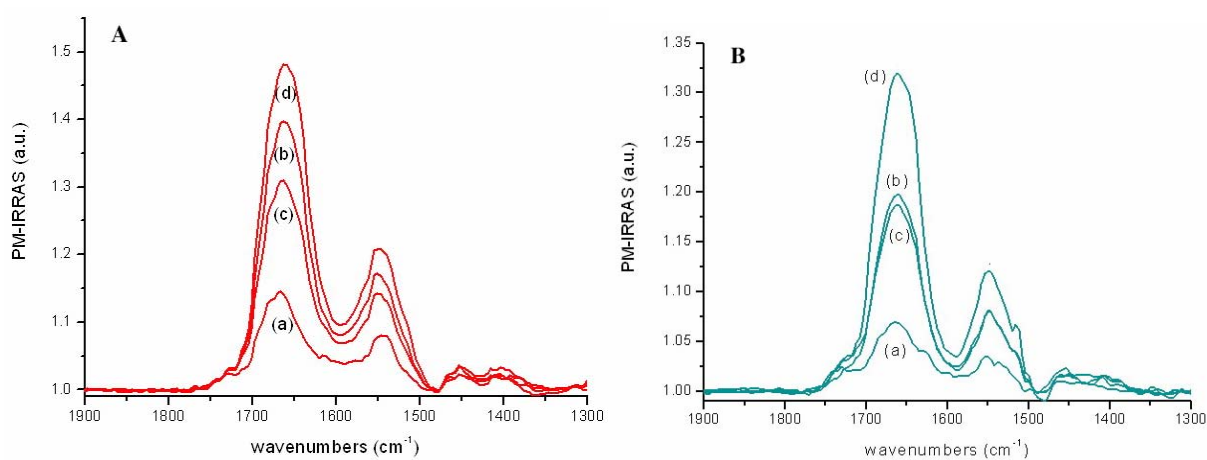 A
1.5
1.4
1.3
1.2
1.1
1.0
PM-IRRAS (a.u.)
(d)
(b)
(c)
(a)
1900 1800 1700 1600 1500 1400 1300
wavenumbers (cm⁻¹)
B
1.35
1.30
1.25
1.20
1.15
1.10
1.05
1.00
PM-IRRAS (a.u.)
(d)
(b)
(c)
(a)
1900 1800 1700 1600 1500 1400 1300
wavenumbers (cm⁻¹)